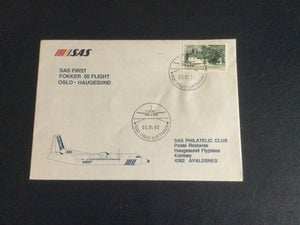 SAS
SAS FIRST
FOKKER 50 FLIGHT
OSLO - HAUGESUND
SAS PHILATELIC CLUB
Poste Restante
Haugesund Flyplass
Karmøy
4262 AVALDSNES